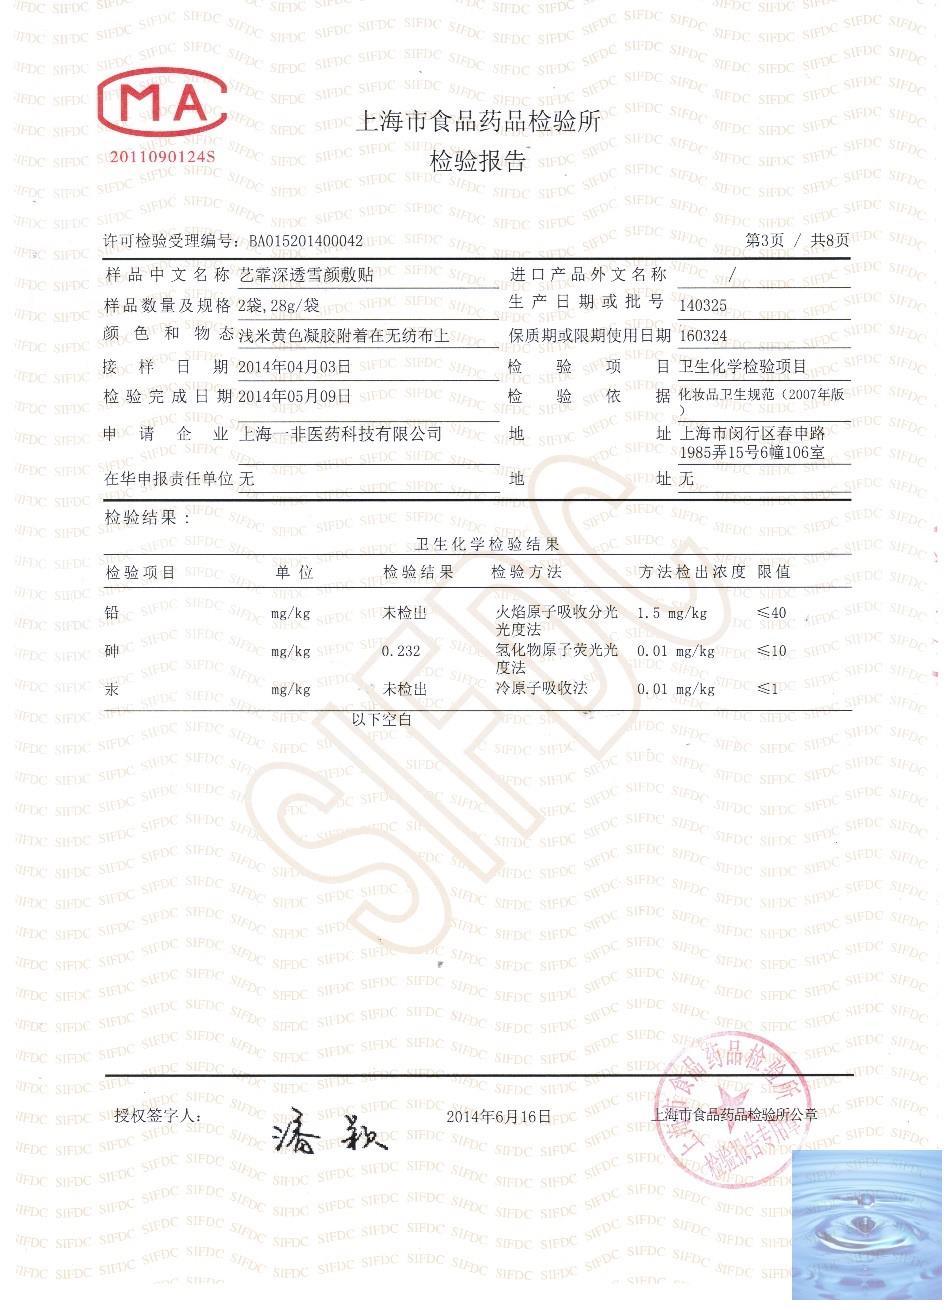 MA
2011090124S
上海市食品药品检验所
检验报告
许可检验受理编号: BA015201400042 第3页 / 共8页
样品中文名称 艺霏深透雪颜敷贴 进口产品外文名称 /
样品数量及规格 2袋,28g/袋 生产日期或批号 140325
颜色和物态 浅米黄色凝胶附着在无纺布上 保质期或限期使用日期 160324
接样日期 2014年04月03日 检验项目 卫生化学检验项目
检验完成日期 2014年05月09日 检验依据 化妆品卫生规范（2007年版
）
申请企业 上海一非医药科技有限公司 地址 上海市闵行区春申路
1985弄15号6幢106室
在华申报责任单位 无 地址 无
检验结果：
卫生化学检验结果
检验项目 单位 检验结果 检验方法 方法检出浓度 限值
铅 mg/kg 未检出 火焰原子吸收分光 1.5 mg/kg ≤40
光度法
砷 mg/kg 0.232 氢化物原子荧光光 0.01 mg/kg ≤10
度法
汞 mg/kg 未检出 冷原子吸收法 0.01 mg/kg ≤1
以下空白
SIFDC
授权签字人: 潘颖 2014年6月16日 上海市食品药品检验所公章
上海市食品药品检验所
检验报告专用章